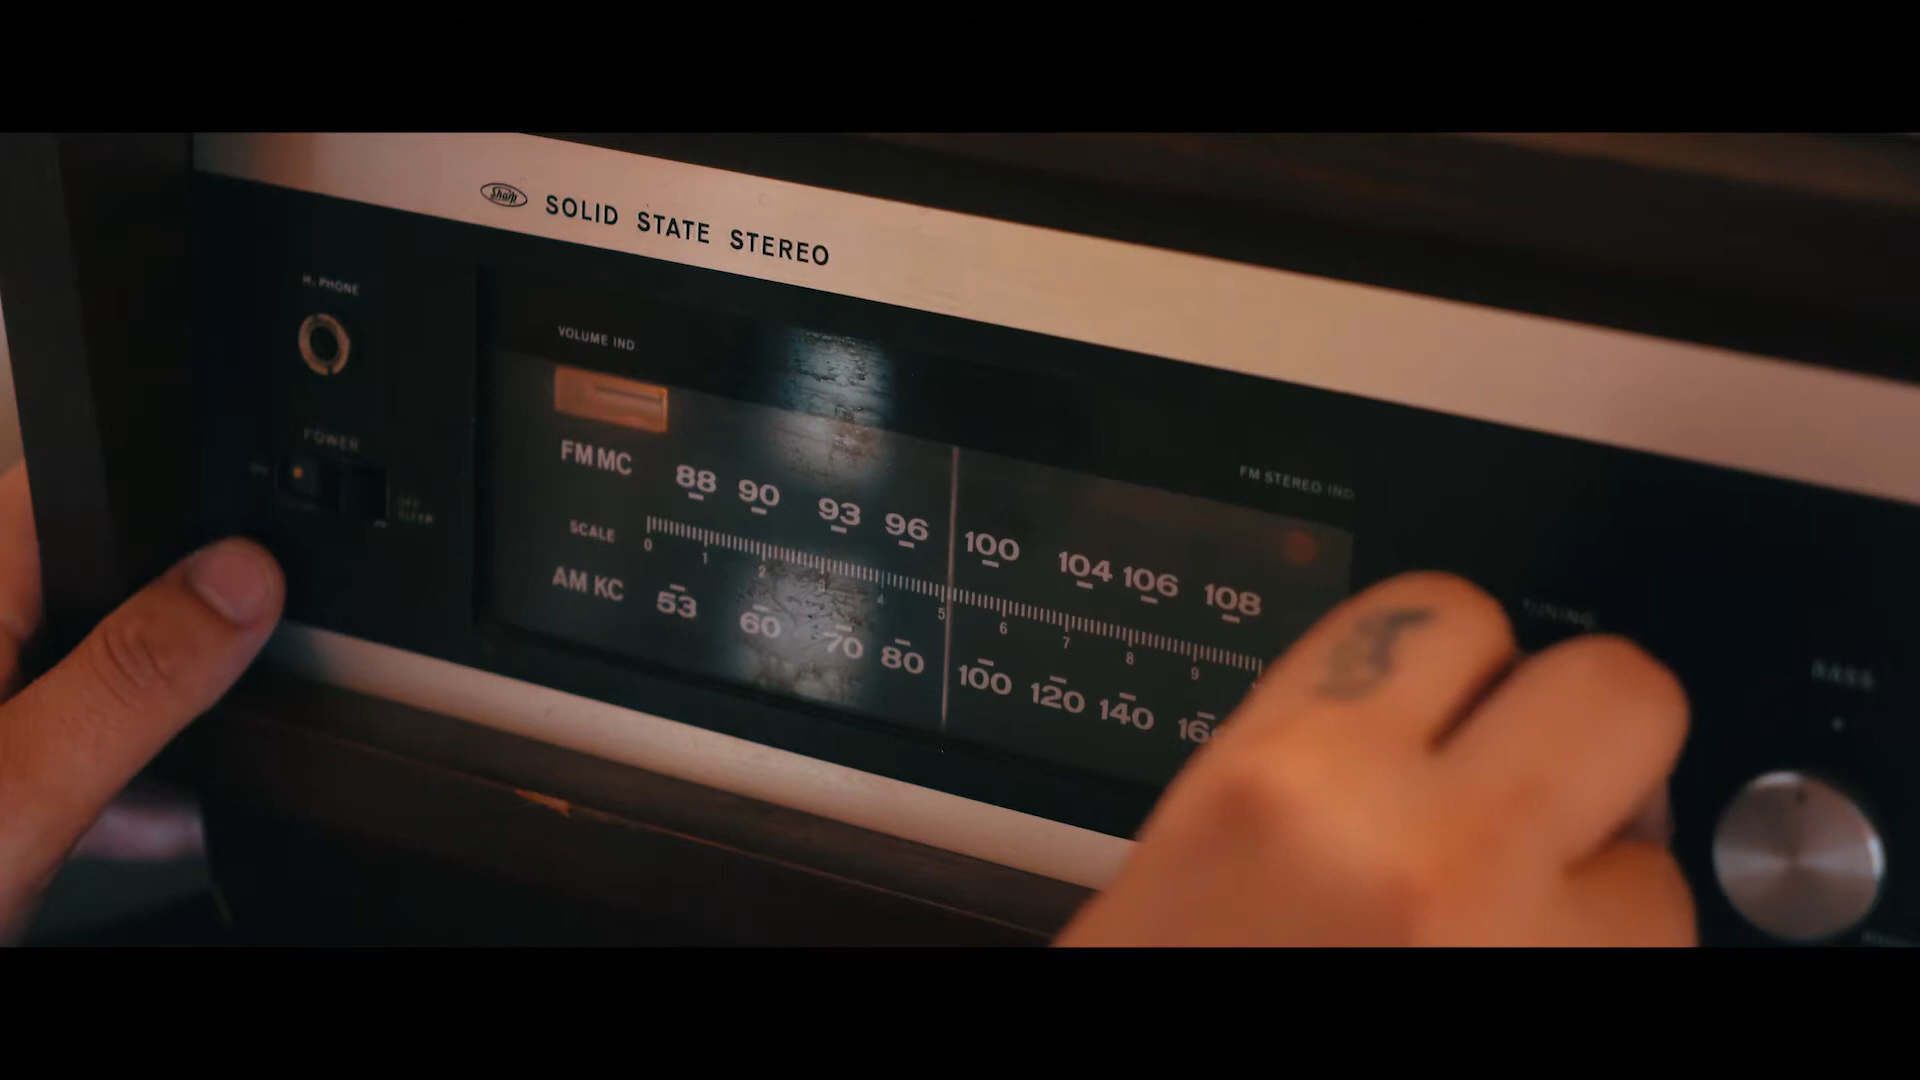 Sharp SOLID STATE STEREO
H. PHONE
VOLUME IND
POWER
FM STEREO IND
FM MC 88 90 93 96 100 104 106 108
SCALE 0 1 2 3 4 5 6 7 8 9
AM KC 53 60 70 80 100 120 140
TUNING
BASS